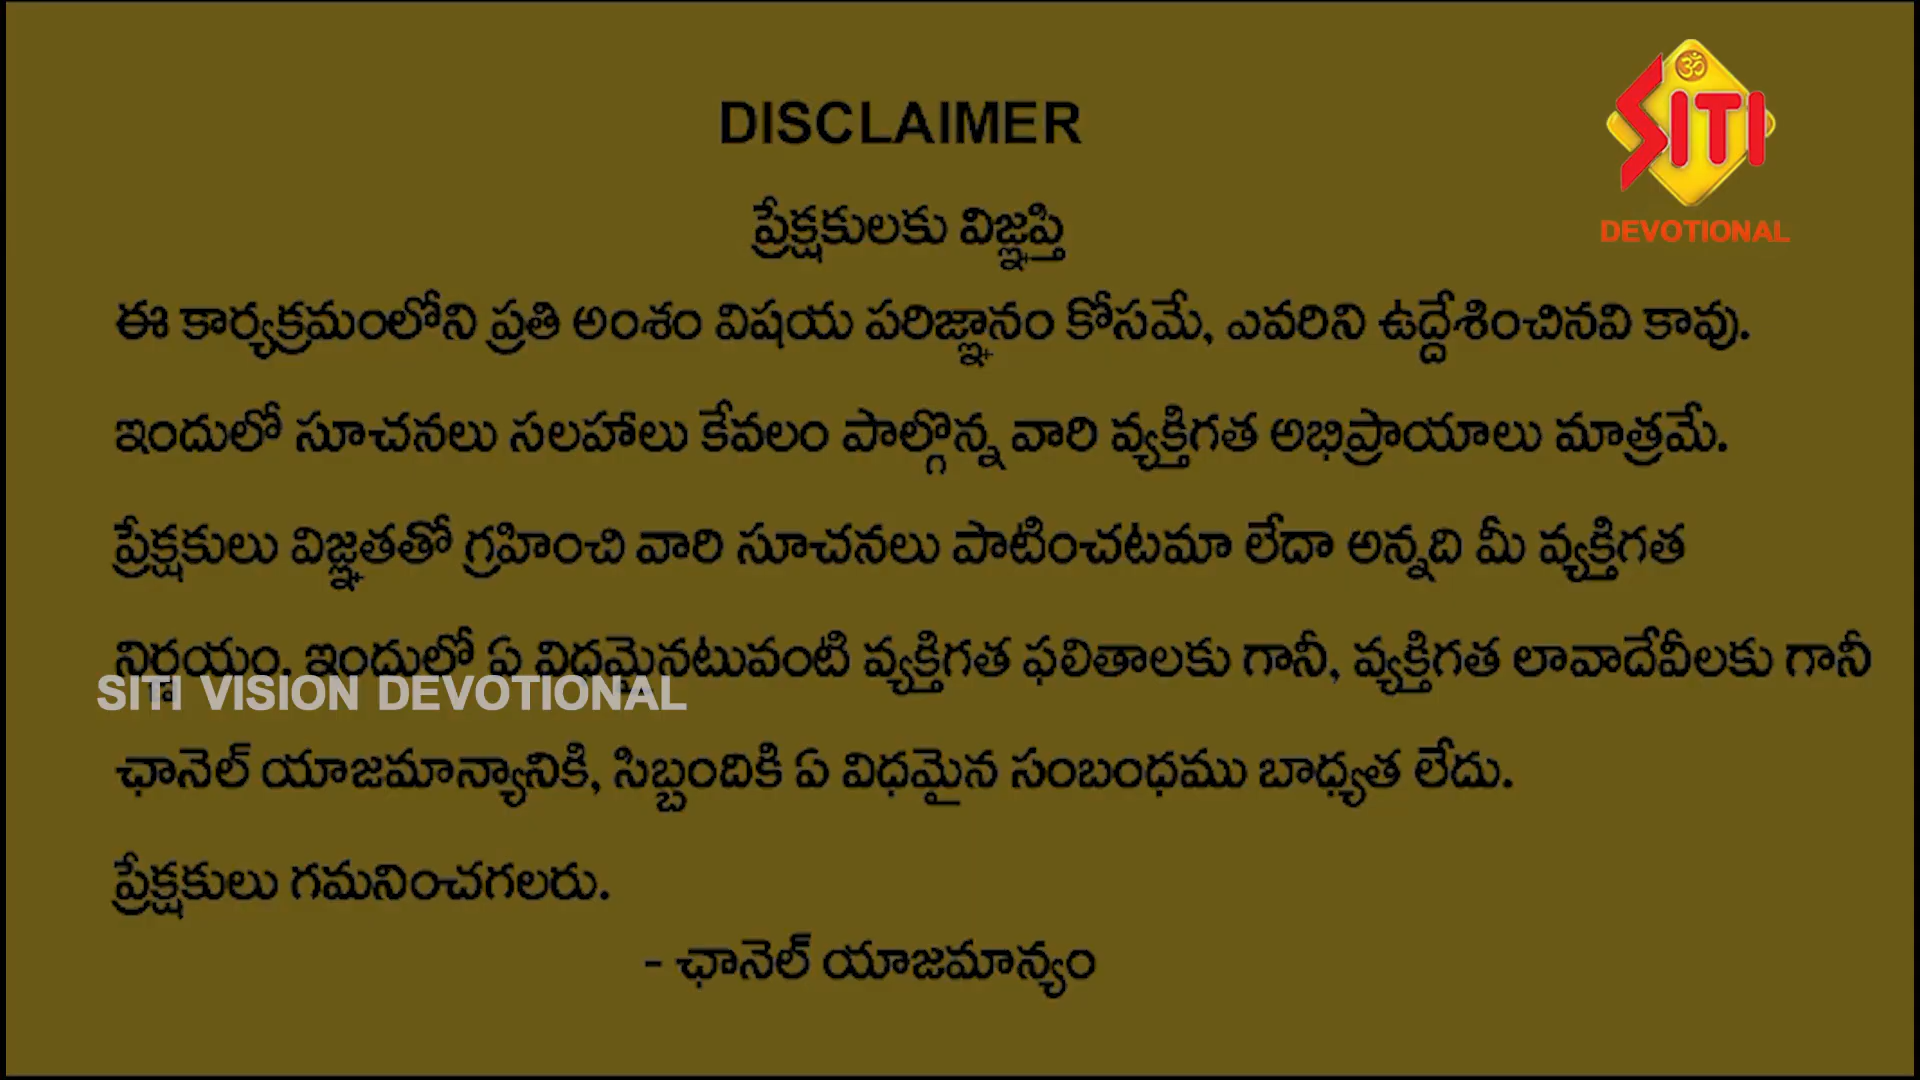 DISCLAIMER
ॐ
SITI
DEVOTIONAL
ప్రేక్షకులకు విజ్ఞప్తి
ఈ కార్యక్రమంలోని ప్రతి అంశం విషయ పరిజ్ఞానం కోసమే, ఎవరిని ఉద్దేశించినవి కావు.
ఇందులో సూచనలు సలహాలు కేవలం పాల్గొన్న వారి వ్యక్తిగత అభిప్రాయాలు మాత్రమే.
ప్రేక్షకులు విజ్ఞతతో గ్రహించి వారి సూచనలు పాటించటమా లేదా అన్నది మీ వ్యక్తిగత
నిర్ణయం. ఇందులో ఏ విధమైనటువంటి వ్యక్తిగత ఫలితాలకు గానీ, వ్యక్తిగత లావాదేవీలకు గానీ
SITI VISION DEVOTIONAL
ఛానెల్ యాజమాన్యానికి, సిబ్బందికి ఏ విధమైన సంబంధము బాధ్యత లేదు.
ప్రేక్షకులు గమనించగలరు.
- ఛానెల్ యాజమాన్యం